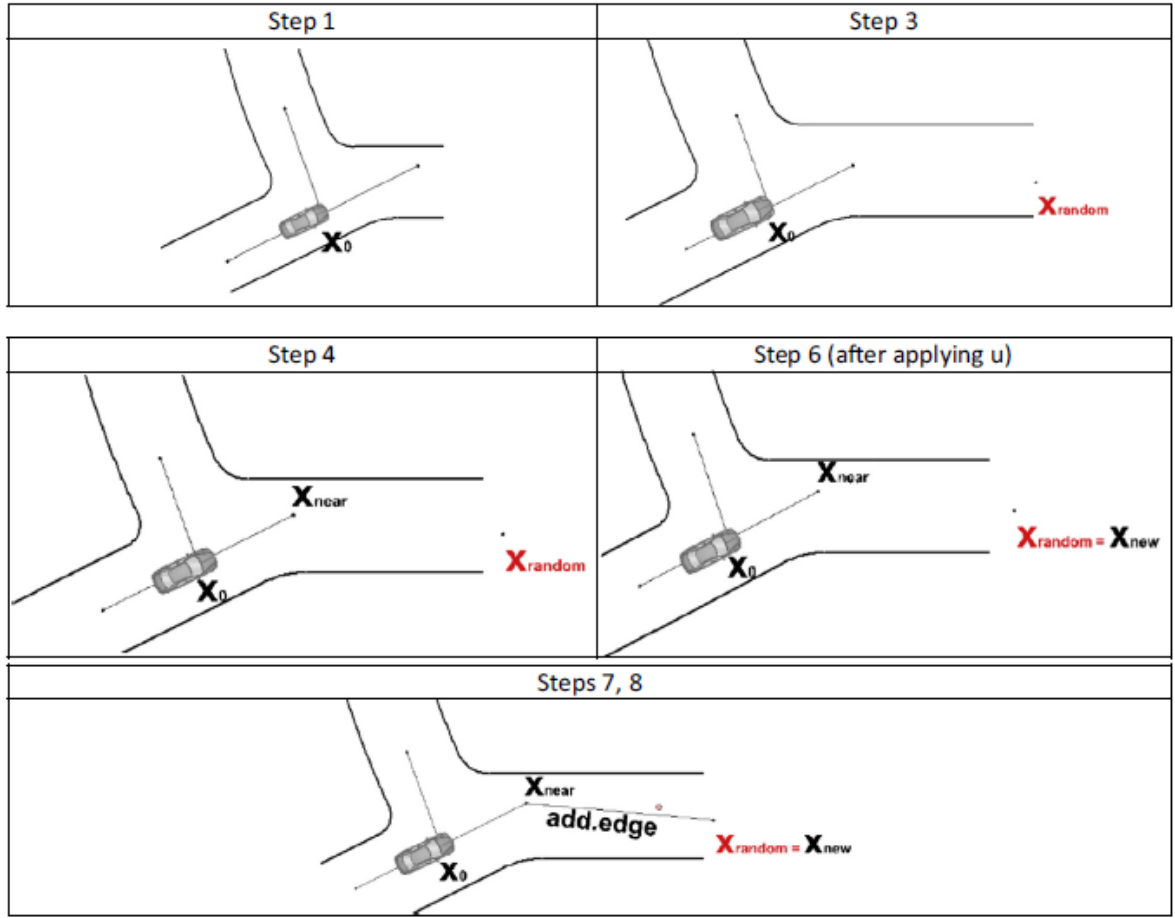 Step 1
Step 3
X0
Xrandom
X0
Step 4
Step 6 (after applying u)
Xnear
Xrandom
X0
Xnear
Xrandom = Xnew
X0
Steps 7, 8
Xnear
add.edge
Xrandom = Xnew
X0